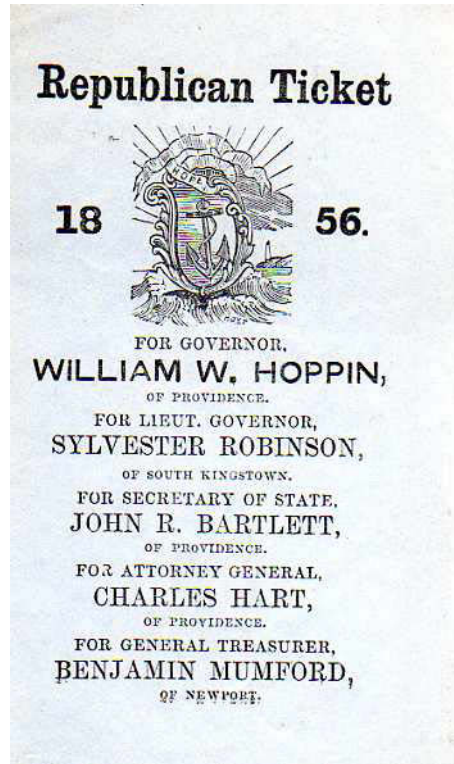 Republican Ticket
HOPE
18 56.
FOR GOVERNOR,
WILLIAM W. HOPPIN,
OF PROVIDENCE.
FOR LIEUT. GOVERNOR,
SYLVESTER ROBINSON,
OF SOUTH KINGSTOWN.
FOR SECRETARY OF STATE,
JOHN R. BARTLETT,
OF PROVIDENCE.
FOR ATTORNEY GENERAL,
CHARLES HART,
OF PROVIDENCE.
FOR GENERAL TREASURER,
BENJAMIN MUMFORD,
OF NEWPORT.